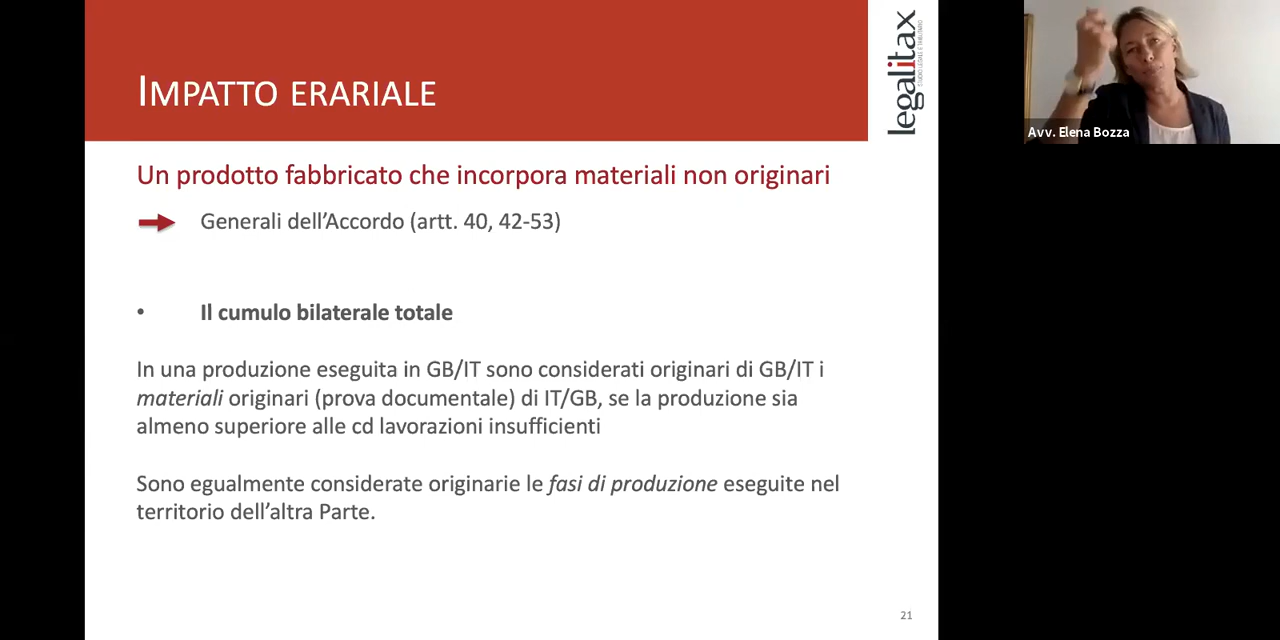 IMPATTO ERARIALE
legalitax
STUDIO LEGALE E TRIBUTARIO
Avv. Elena Bozza
Un prodotto fabbricato che incorpora materiali non originari
Generali dell'Accordo (artt. 40, 42-53)
• Il cumulo bilaterale totale
In una produzione eseguita in GB/IT sono considerati originari di GB/IT i
materiali originari (prova documentale) di IT/GB, se la produzione sia
almeno superiore alle cd lavorazioni insufficienti
Sono egualmente considerate originarie le fasi di produzione eseguite nel
territorio dell'altra Parte.
21